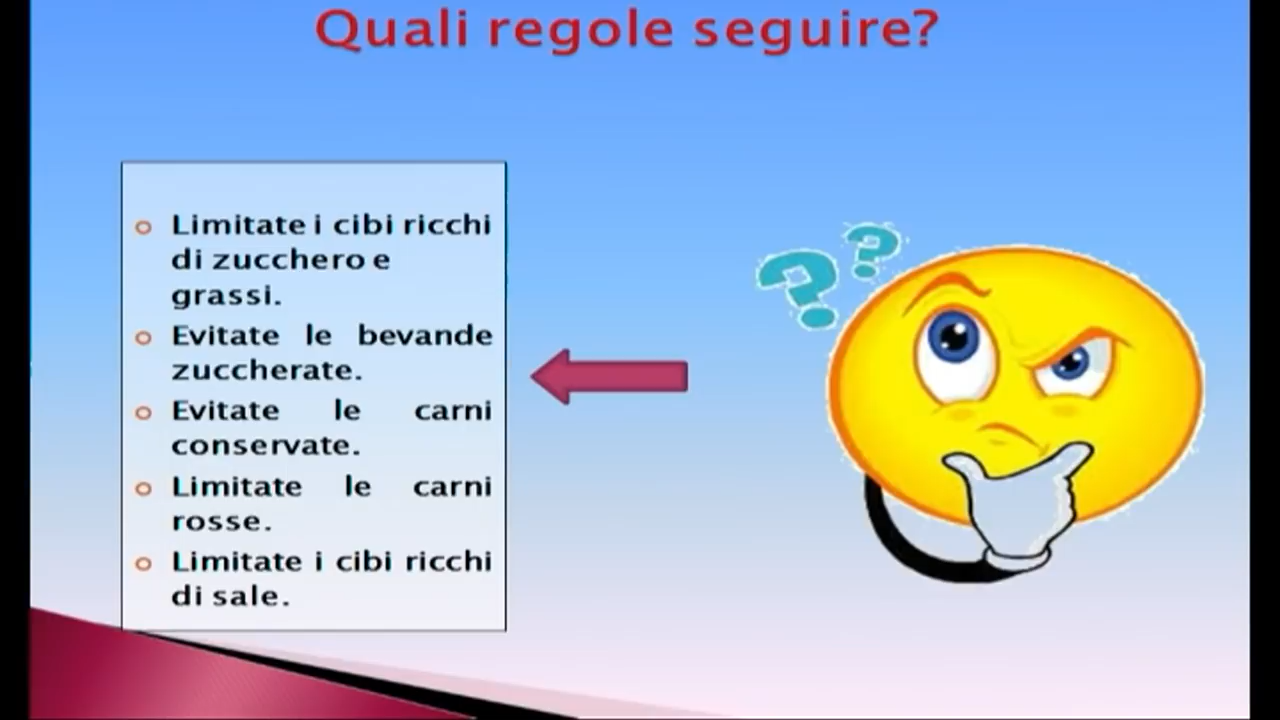 Quali regole seguire?
Limitate i cibi ricchi
di zucchero e
grassi.
Evitate le bevande
zuccherate.
Evitate le carni
conservate.
Limitate le carni
rosse.
Limitate i cibi ricchi
di sale.
? ?